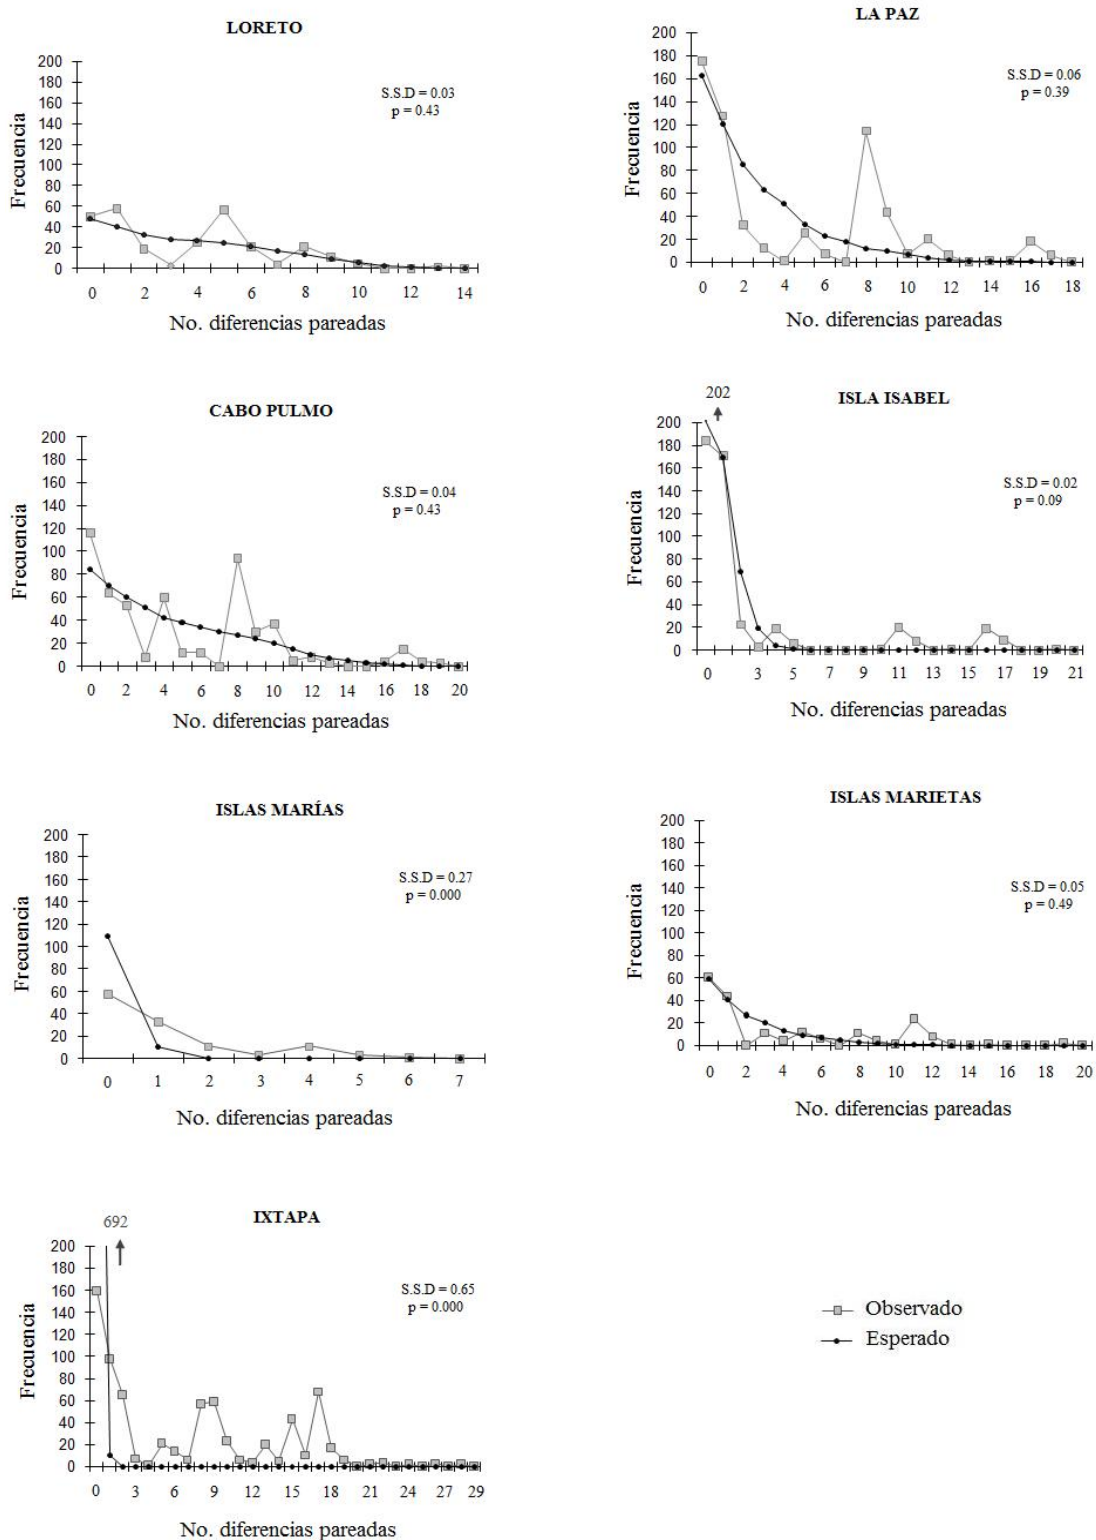 LORETO
200
180
160
140
120
100
80
60
40
20
0
Frecuencia
S.S.D = 0.03
p = 0.43
0 2 4 6 8 10 12 14
No. diferencias pareadas
LA PAZ
200
180
160
140
120
100
80
60
40
20
0
Frecuencia
S.S.D = 0.06
p = 0.39
0 2 4 6 8 10 12 14 16 18
No. diferencias pareadas
CABO PULMO
200
180
160
140
120
100
80
60
40
20
0
Frecuencia
S.S.D = 0.04
p = 0.43
0 2 4 6 8 10 12 14 16 18 20
No. diferencias pareadas
202
ISLA ISABEL
200
180
160
140
120
100
80
60
40
20
0
Frecuencia
S.S.D = 0.02
p = 0.09
0 3 5 7 9 11 13 15 17 19 21
No. diferencias pareadas
ISLAS MARÍAS
200
180
160
140
120
100
80
60
40
20
0
Frecuencia
S.S.D = 0.27
p = 0.000
0 1 2 3 4 5 6 7
No. diferencias pareadas
ISLAS MARIETAS
200
180
160
140
120
100
80
60
40
20
0
Frecuencia
S.S.D = 0.05
p = 0.49
0 2 4 6 8 10 12 14 16 18 20
No. diferencias pareadas
692
IXTAPA
200
180
160
140
120
100
80
60
40
20
0
Frecuencia
S.S.D = 0.65
p = 0.000
0 3 6 9 12 15 18 21 24 27 29
No. diferencias pareadas
Observado
Esperado